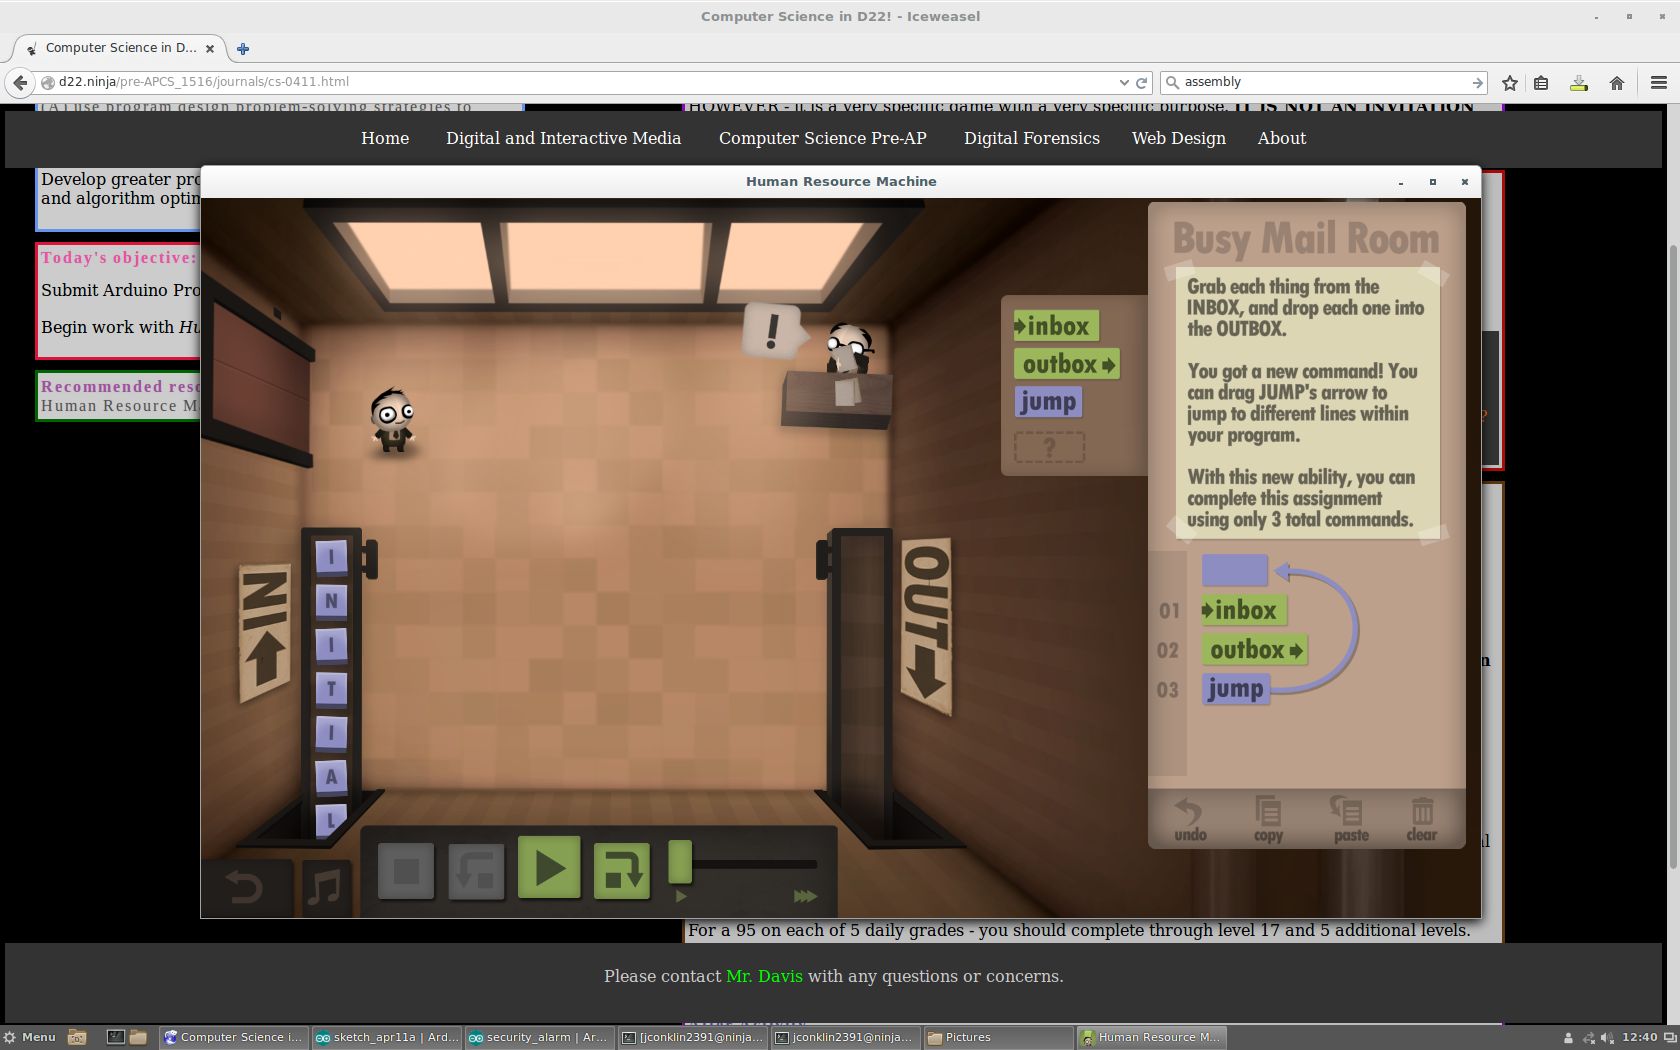 Computer Science in D22! - Iceweasel
Computer Science in D...
d22.ninja/pre-APCS_1516/journals/cs-0411.html
assembly
(A) use program design problem-solving strategies to
HOWEVER - it is a very specific game with a very specific purpose. IT IS NOT AN INVITATION
Home Digital and Interactive Media Computer Science Pre-AP Digital Forensics Web Design About
Develop greater pro
and algorithm optim
Today's objective:
Submit Arduino Pro
Begin work with Hu
Recommended reso
Human Resource M
Human Resource Machine
Busy Mail Room
Grab each thing from the
INBOX, and drop each one into
the OUTBOX.
You got a new command! You
can drag JUMP's arrow to
jump to different lines within
your program.
With this new ability, you can
complete this assignment
using only 3 total commands.
!
inbox
outbox
jump
?
IN
I
N
I
T
I
A
L
OUT
01 inbox
02 outbox
03 jump
undo copy paste clear
?
n
al
For a 95 on each of 5 daily grades - you should complete through level 17 and 5 additional levels.
Please contact Mr. Davis with any questions or concerns.
Menu
Computer Science i...
sketch_apr11a | Ard...
security_alarm | Ar...
[jconklin2391@ninja...
jconklin2391@ninja...
Pictures
Human Resource M...
12:40